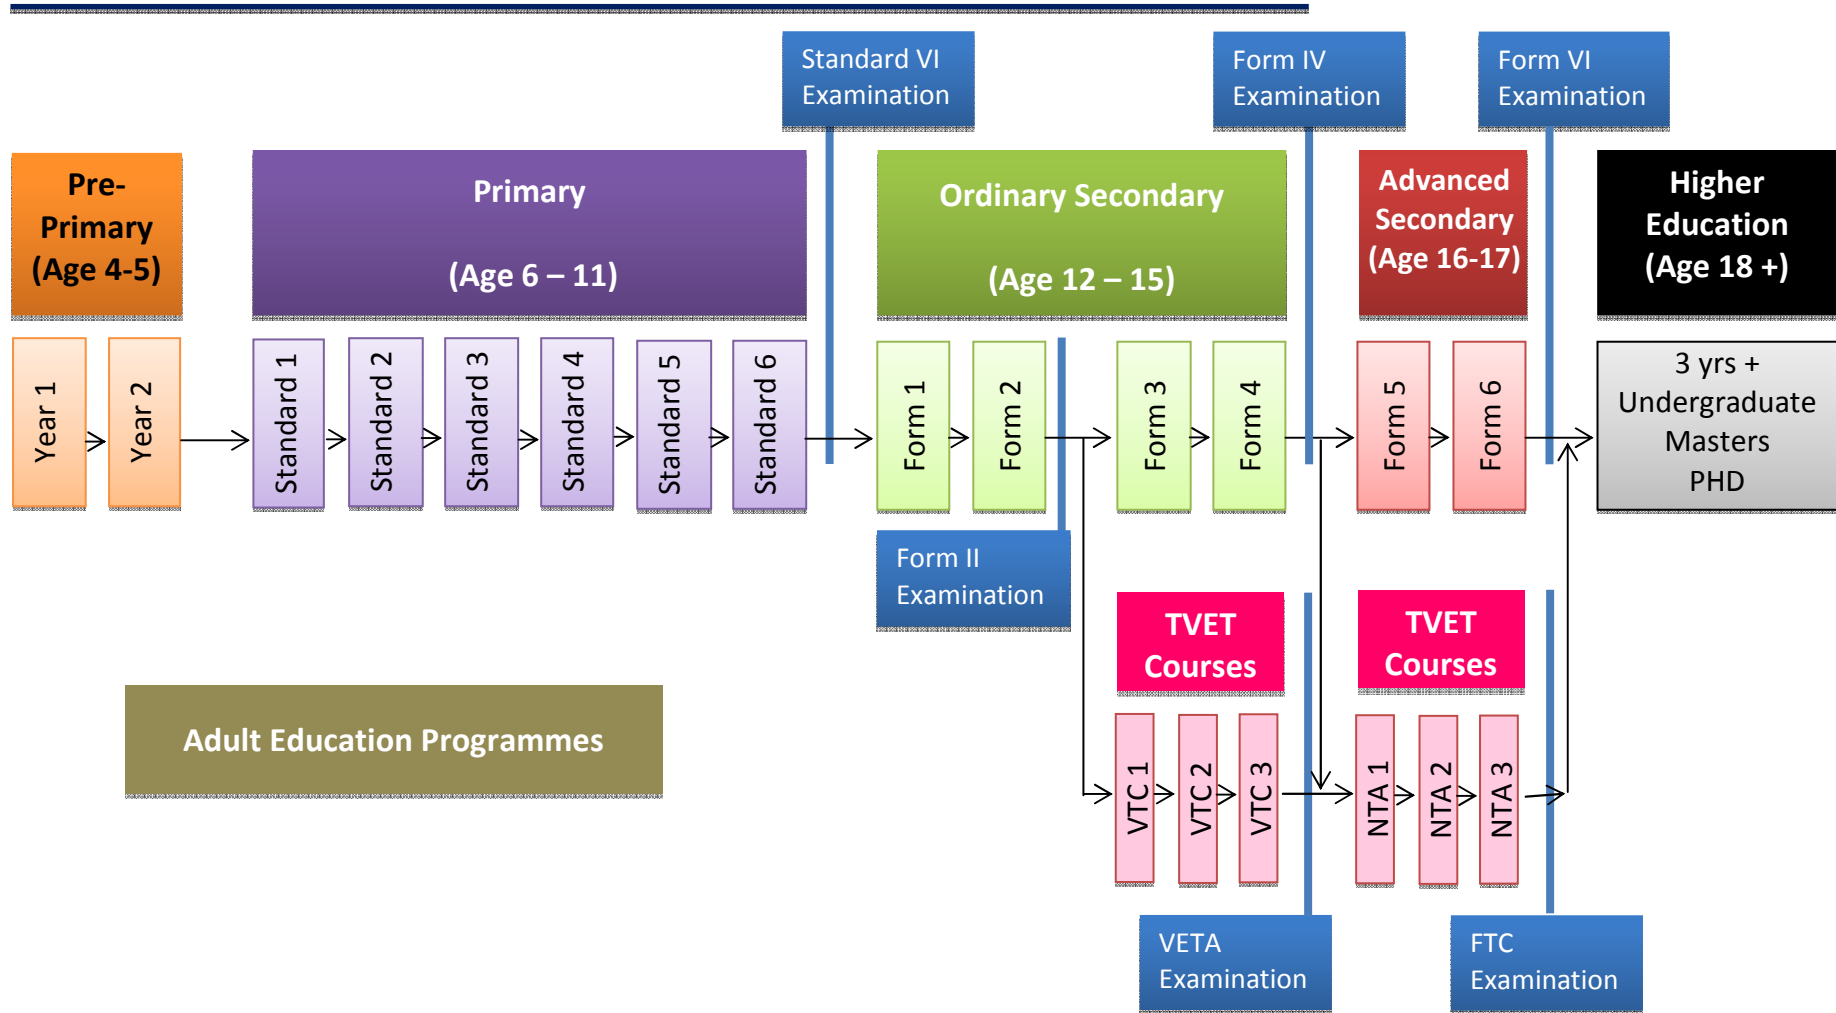 Standard VI
Examination
Form IV
Examination
Form VI
Examination
Pre-
Primary
(Age 4-5)
Primary
(Age 6 – 11)
Ordinary Secondary
(Age 12 – 15)
Advanced
Secondary
(Age 16-17)
Higher
Education
(Age 18 +)
Year 1
Year 2
Standard 1
Standard 2
Standard 3
Standard 4
Standard 5
Standard 6
Form 1
Form 2
Form 3
Form 4
Form 5
Form 6
3 yrs +
Undergraduate
Masters
PHD
Form II
Examination
TVET
Courses
TVET
Courses
Adult Education Programmes
VTC 1
VTC 2
VTC 3
NTA 1
NTA 2
NTA 3
VETA
Examination
FTC
Examination